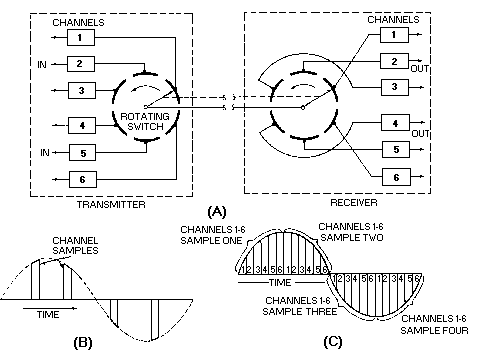 CHANNELS
1
IN
2
3
4
IN
5
6
ROTATING
SWITCH
TRANSMITTER
CHANNELS
1
2
OUT
3
4
OUT
5
6
RECEIVER
(A)
CHANNEL
SAMPLES
TIME
(B)
CHANNELS 1-6
SAMPLE ONE
CHANNELS 1-6
SAMPLE TWO
1 2 3 4 5 6 1 2 3 4 5 6
1 2 3 4 5 6 1 2 3 4 5 6
TIME
CHANNELS 1-6
SAMPLE THREE
CHANNELS 1-6
SAMPLE FOUR
(C)